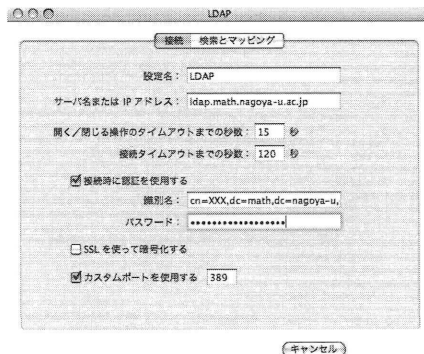 LDAP
接続 検索とマッピング
設定名： LDAP
サーバ名または IP アドレス： ldap.math.nagoya-u.ac.jp
開く／閉じる操作のタイムアウトまでの秒数： 15 秒
接続タイムアウトまでの秒数： 120 秒
接続時に認証を使用する
識別名： cn=XXX,dc=math,dc=nagoya-u,
パスワード： ••••••••••••••••••
SSL を使って暗号化する
カスタムポートを使用する 389
キャンセル